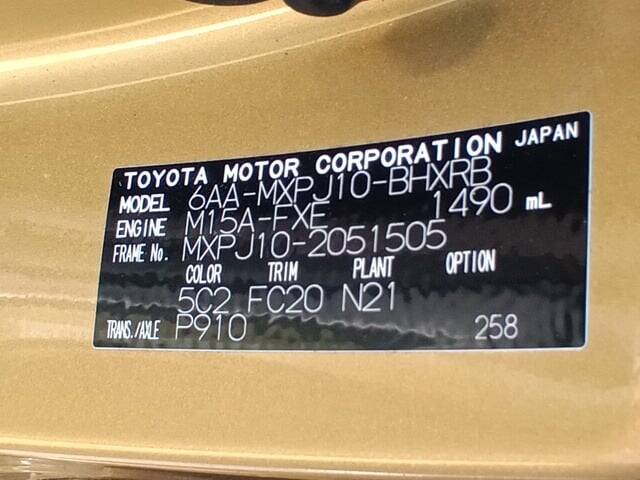 TOYOTA MOTOR CORPORATION JAPAN
MODEL 6AA-MXPJ10-BHXRB
ENGINE M15A-FXE 1490 mL
FRAME No. MXPJ10-2051505
COLOR TRIM PLANT OPTION
5C2 FC20 N21
TRANS./AXLE P910 258